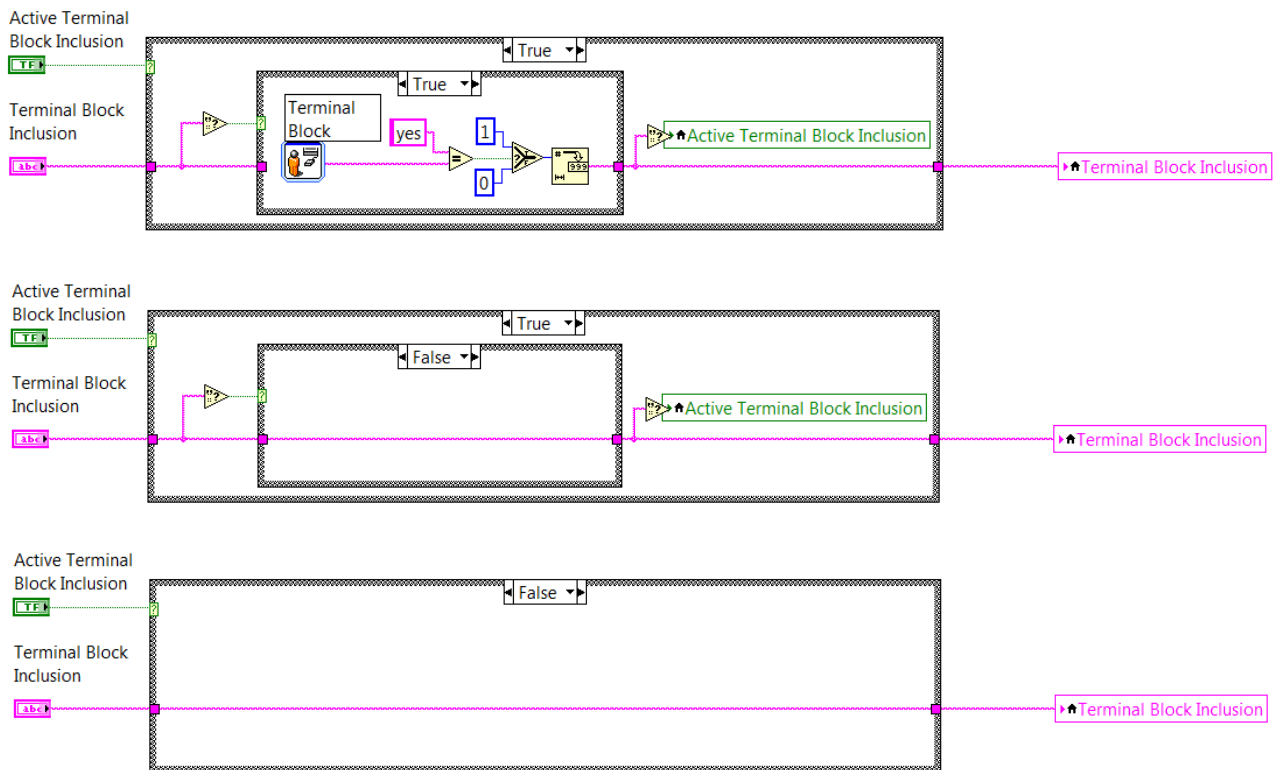 Active Terminal
Block Inclusion
True
TF
?
True
Terminal Block
Inclusion
Terminal
Block
?
?
yes
1
=
?
0
#
999
?
Active Terminal Block Inclusion
abc
Terminal Block Inclusion
Active Terminal
Block Inclusion
True
TF
?
False
Terminal Block
Inclusion
?
?
?
Active Terminal Block Inclusion
abc
Terminal Block Inclusion
Active Terminal
Block Inclusion
False
TF
?
Terminal Block
Inclusion
abc
Terminal Block Inclusion